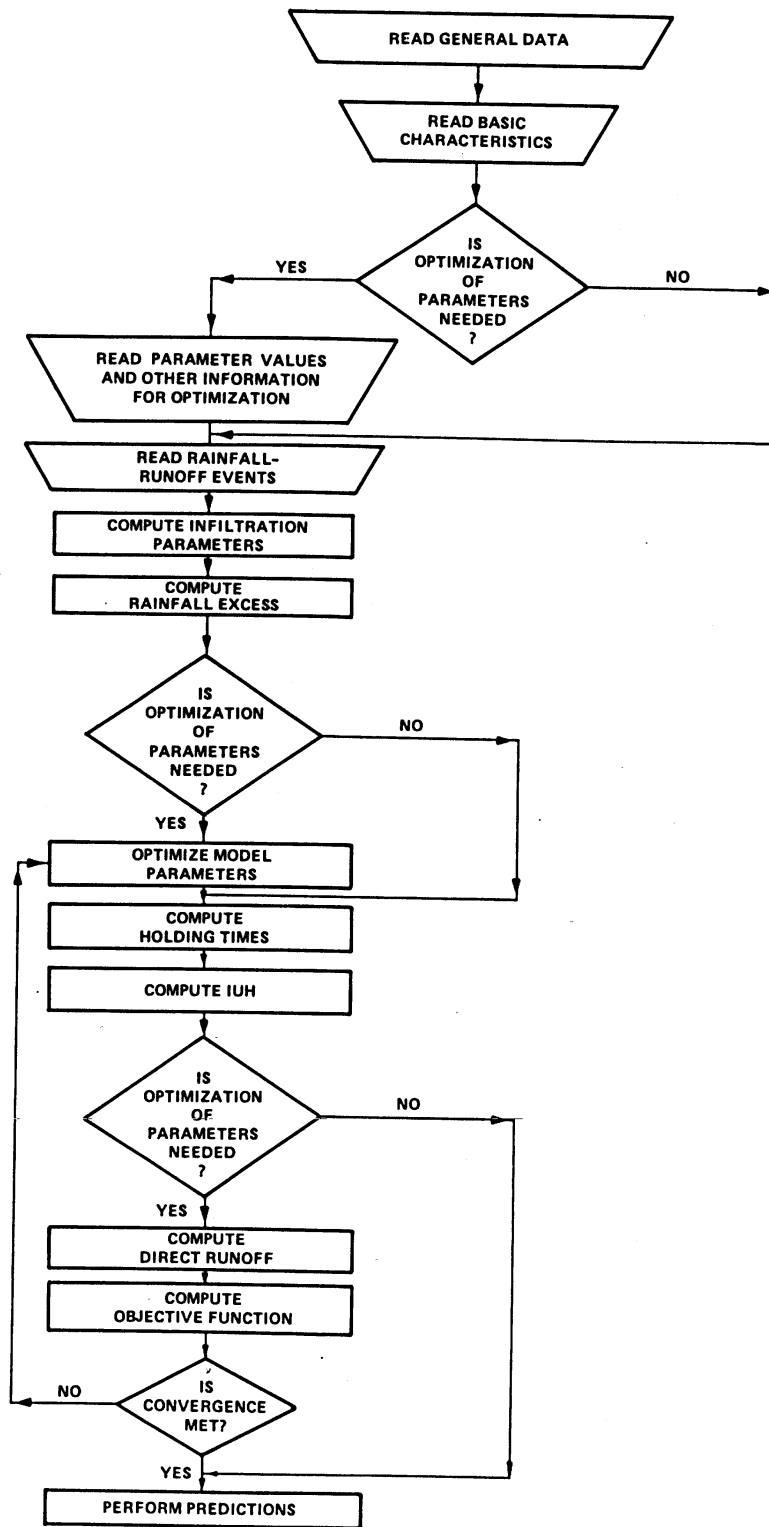 READ GENERAL DATA
READ BASIC
CHARACTERISTICS
IS
OPTIMIZATION
OF
PARAMETERS
NEEDED
?
YES
NO
READ PARAMETER VALUES
AND OTHER INFORMATION
FOR OPTIMIZATION
READ RAINFALL-
RUNOFF EVENTS
COMPUTE INFILTRATION
PARAMETERS
COMPUTE
RAINFALL EXCESS
IS
OPTIMIZATION
OF
PARAMETERS
NEEDED
?
NO
YES
OPTIMIZE MODEL
PARAMETERS
COMPUTE
HOLDING TIMES
COMPUTE IUH
IS
OPTIMIZATION
OF
PARAMETERS
NEEDED
?
NO
YES
COMPUTE
DIRECT RUNOFF
COMPUTE
OBJECTIVE FUNCTION
IS
CONVERGENCE
MET?
NO
YES
PERFORM PREDICTIONS